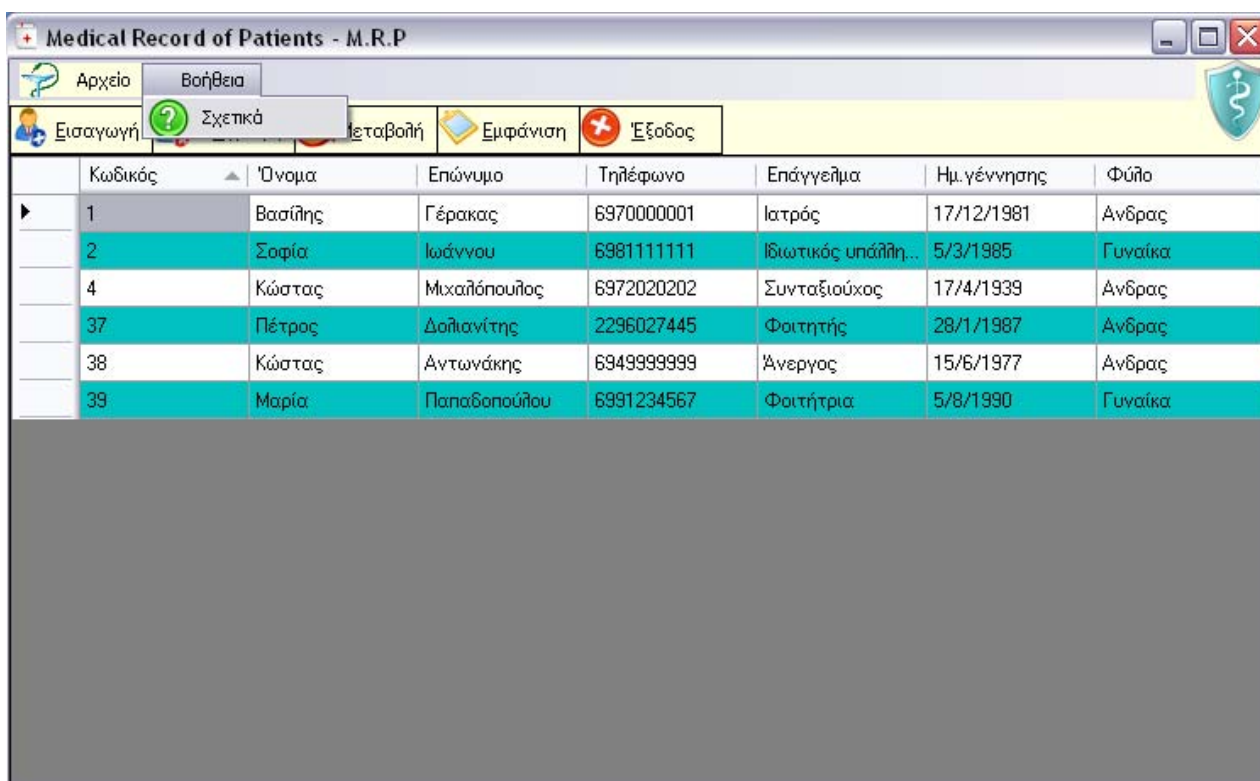 Medical Record of Patients - M.R.P
Αρχείο Βοήθεια
Σχετικά
Εισαγωγή Μεταβολή Εμφάνιση Έξοδος
Κωδικός Όνομα Επώνυμο Τηλέφωνο Επάγγελμα Ημ.γέννησης Φύλο
1 Βασίλης Γέρακας 6970000001 Ιατρός 17/12/1981 Ανδρας
2 Σοφία Ιωάννου 6981111111 Ιδιωτικός υπάλλη... 5/3/1985 Γυναίκα
4 Κώστας Μιχαλόπουλος 6972020202 Συνταξιούχος 17/4/1939 Ανδρας
37 Πέτρος Δολιανίτης 2296027445 Φοιτητής 28/1/1987 Ανδρας
38 Κώστας Αντωνάκης 6949999999 Άνεργος 15/6/1977 Ανδρας
39 Μαρία Παπαδοπούλου 6991234567 Φοιτήτρια 5/8/1990 Γυναίκα